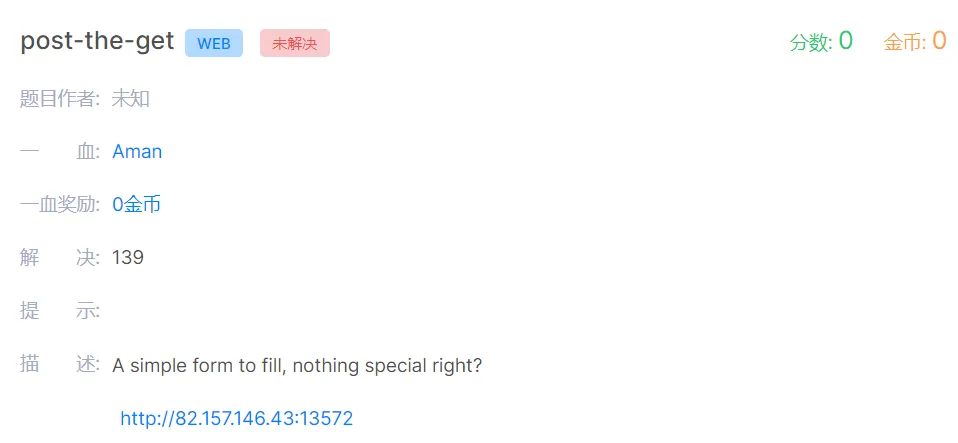 post-the-get WEB 未解决 分数: 0 金币: 0
题目作者: 未知
一 血: Aman
一血奖励: 0金币
解 决: 139
提 示:
描 述: A simple form to fill, nothing special right?
http://82.157.146.43:13572